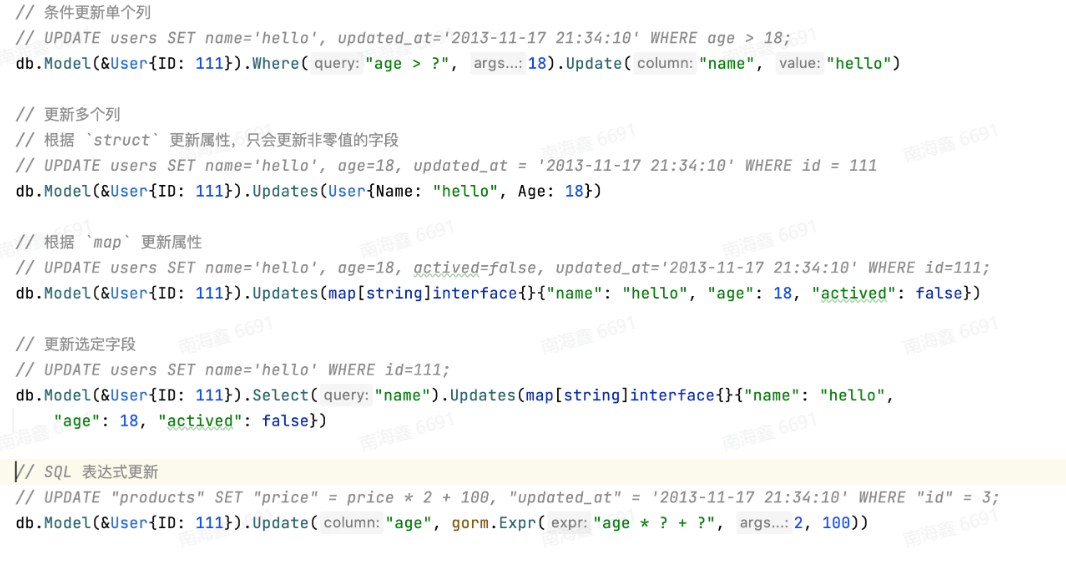 // 条件更新单个列
// UPDATE users SET name='hello', updated_at='2013-11-17 21:34:10' WHERE age > 18;
db.Model(&User{ID: 111}).Where( query: "age > ?", args...: 18).Update( column: "name", value: "hello")
// 更新多个列
// 根据 `struct` 更新属性，只会更新非零值的字段
// UPDATE users SET name='hello', age=18, updated_at = '2013-11-17 21:34:10' WHERE id = 111
db.Model(&User{ID: 111}).Updates(User{Name: "hello", Age: 18})
// 根据 `map` 更新属性
// UPDATE users SET name='hello', age=18, actived=false, updated_at='2013-11-17 21:34:10' WHERE id=111;
db.Model(&User{ID: 111}).Updates(map[string]interface{}{"name": "hello", "age": 18, "actived": false})
// 更新选定字段
// UPDATE users SET name='hello' WHERE id=111;
db.Model(&User{ID: 111}).Select( query: "name").Updates(map[string]interface{}{"name": "hello",
"age": 18, "actived": false})
// SQL 表达式更新
// UPDATE "products" SET "price" = price * 2 + 100, "updated_at" = '2013-11-17 21:34:10' WHERE "id" = 3;
db.Model(&User{ID: 111}).Update( column: "age", gorm.Expr( expr: "age * ? + ?", args...: 2, 100))
南海鑫 6691